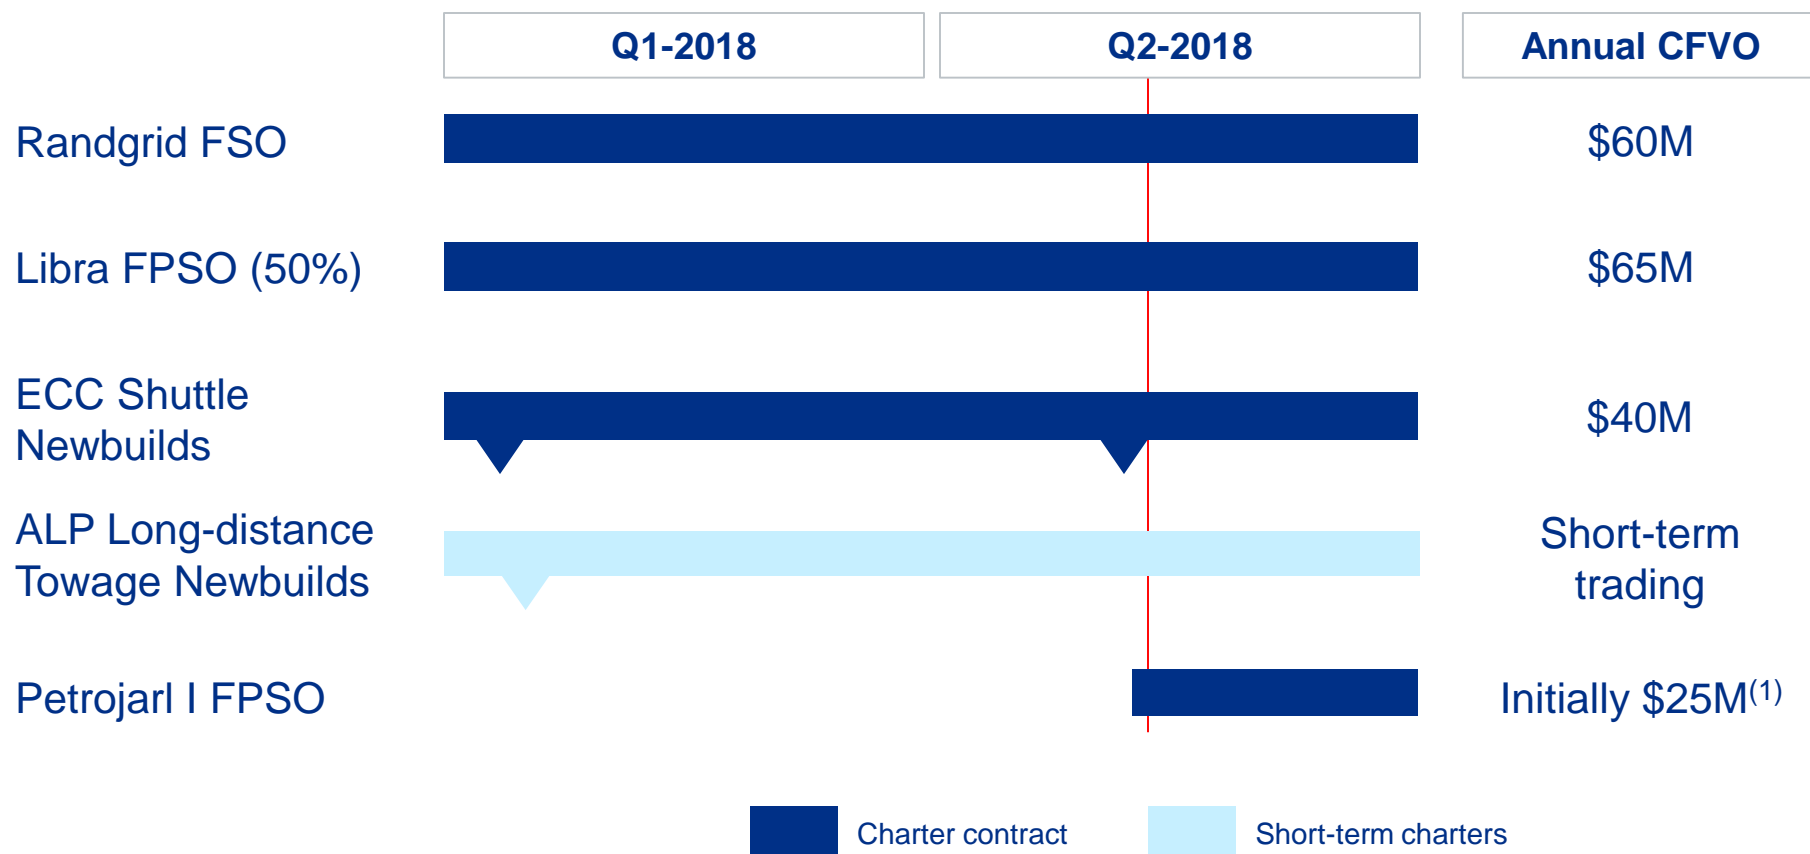 Q1-2018 Q2-2018 Annual CFVO
Randgrid FSO $60M
Libra FPSO (50%) $65M
ECC Shuttle
Newbuilds
$40M
ALP Long-distance
Towage Newbuilds
Short-term
trading
Petrojarl I FPSO Initially $25M(1)
Charter contract Short-term charters